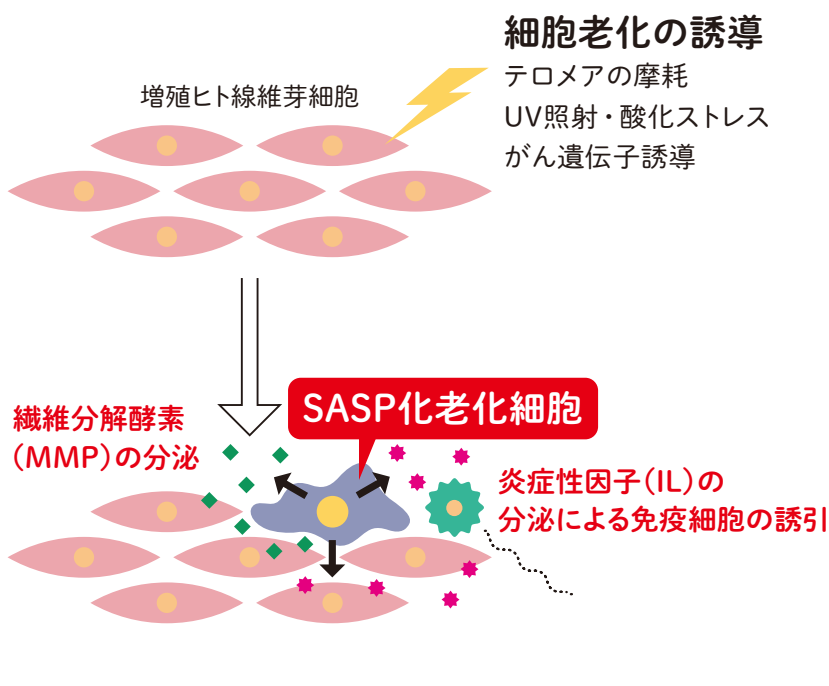 細胞老化の誘導
テロメアの摩耗
UV照射・酸化ストレス
がん遺伝子誘導
増殖ヒト線維芽細胞
SASP化老化細胞
繊維分解酵素
（MMP）の分泌
炎症性因子（IL）の
分泌による免疫細胞の誘引